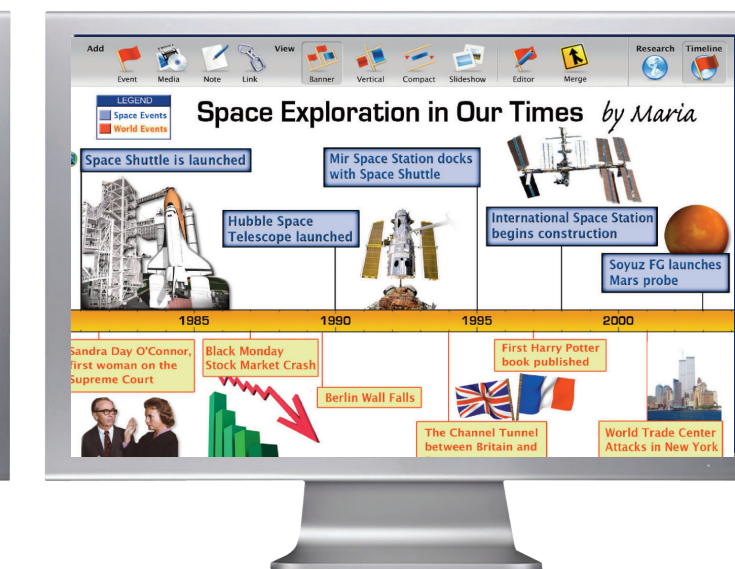 Add
View
Research
Timeline
Event
Media
Note
Link
Banner
Vertical
Compact
Slideshow
Editor
Merge
LEGEND
Space Events
World Events
Space Exploration in Our Times by Maria
Space Shuttle is launched
Mir Space Station docks
with Space Shuttle
Hubble Space
Telescope launched
International Space Station
begins construction
Soyuz FG launches
Mars probe
1985
1990
1995
2000
Sandra Day O'Connor,
first woman on the
Supreme Court
Black Monday
Stock Market Crash
Berlin Wall Falls
First Harry Potter
book published
The Channel Tunnel
between Britain and
World Trade Center
Attacks in New York